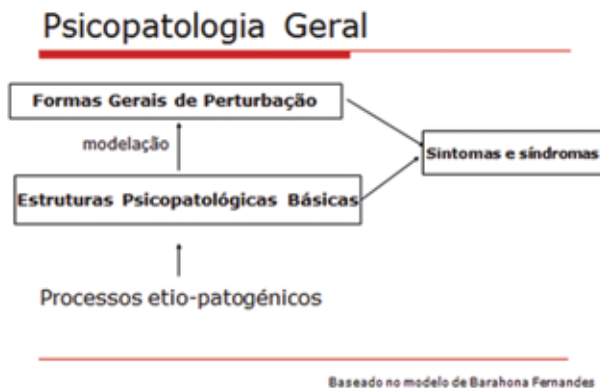 Psicopatologia Geral
Formas Gerais de Perturbação
modelação
Sintomas e síndromas
Estruturas Psicopatológicas Básicas
Processos etio-patogénicos
Baseado no modelo de Barahona Fernandes